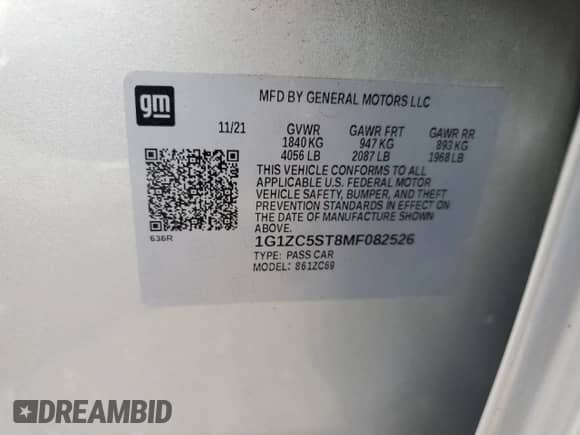 gm
MFD BY GENERAL MOTORS LLC
11/21 GVWR GAWR FRT GAWR RR
1840 KG 947 KG 893 KG
4056 LB 2087 LB 1968 LB
THIS VEHICLE CONFORMS TO ALL
APPLICABLE U.S. FEDERAL MOTOR
VEHICLE SAFETY, BUMPER, AND THEFT
PREVENTION STANDARDS IN EFFECT ON
THE DATE OF MANUFACTURE SHOWN
ABOVE.
636R
1G1ZC5ST8MF082526
TYPE: PASS CAR
MODEL: 861ZC69
DREAMBID